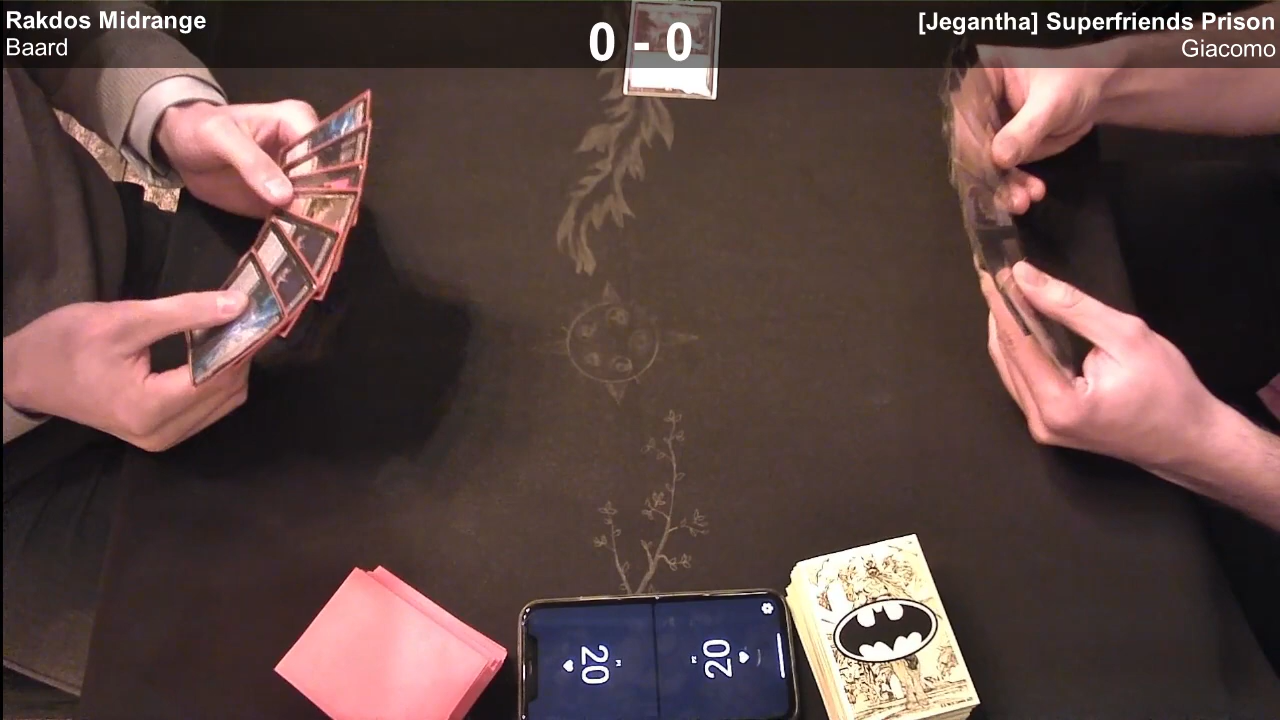 Rakdos Midrange
Baard
0 - 0
[Jegantha] Superfriends Prison
Giacomo
20
20